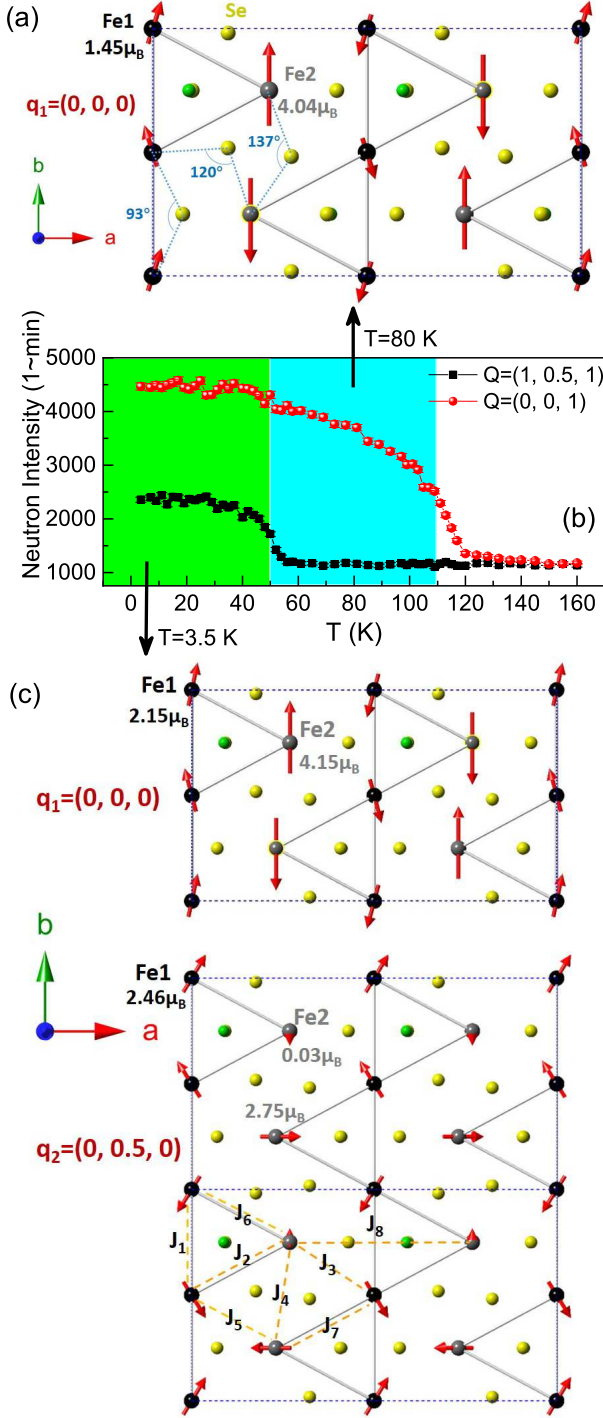 (a)
Fe1
1.45μB
Se
q1=(0, 0, 0)
Fe2
4.04μB
137°
120°
93°
b
a
T=80 K
5000
4000
3000
2000
1000
Neutron Intensity (1~min)
Q=(1, 0.5, 1)
Q=(0, 0, 1)
(b)
0 20 40 60 80 100 120 140 160
T=3.5 K
T (K)
(c)
Fe1
2.15μB
Fe2
4.15μB
q1=(0, 0, 0)
b
a
Fe1
2.46μB
Fe2
0.03μB
2.75μB
q2=(0, 0.5, 0)
J1
J6
J8
J2
J3
J4
J5
J7